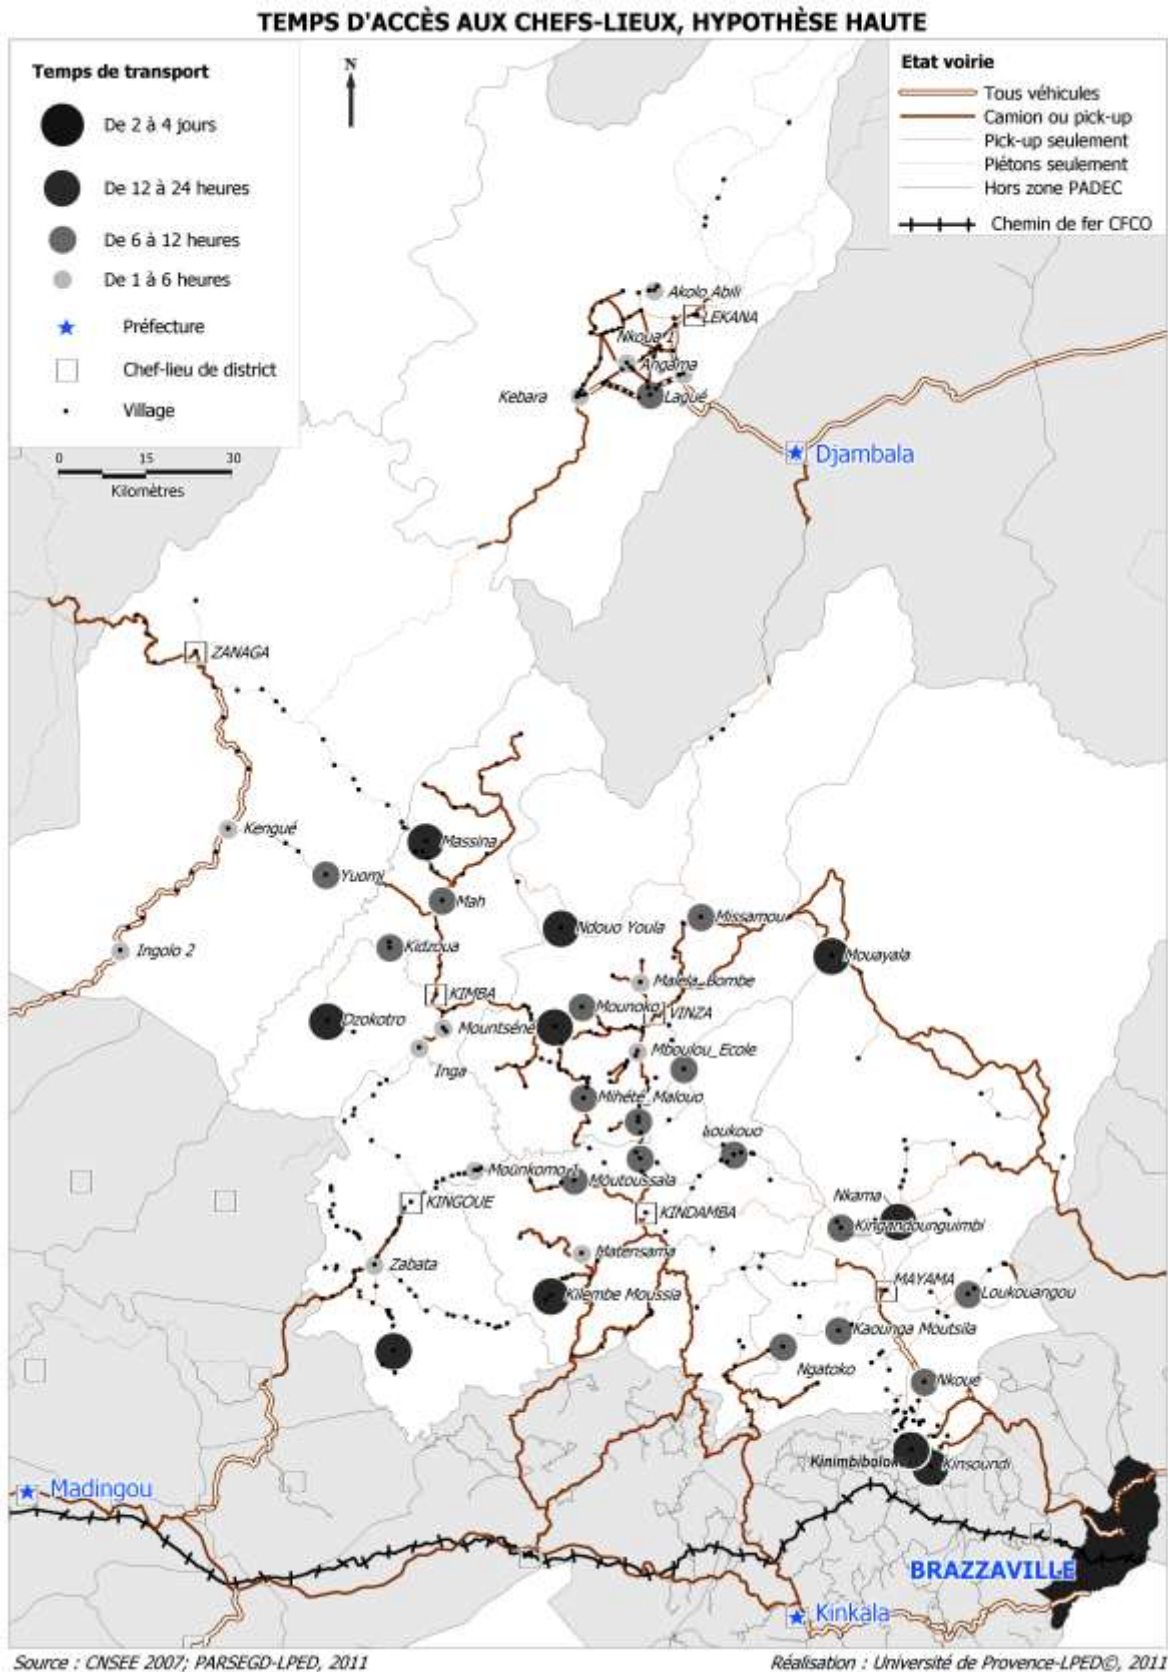 TEMPS D'ACCÈS AUX CHEFS-LIEUX, HYPOTHÈSE HAUTE
Temps de transport
De 2 à 4 jours
De 12 à 24 heures
De 6 à 12 heures
De 1 à 6 heures
Préfecture
Chef-lieu de district
Village
0 15 30
Kilomètres
N
Etat voirie
Tous véhicules
Camion ou pick-up
Pick-up seulement
Piétons seulement
Hors zone PADEC
Chemin de fer CFCO
Akolo_Abili
LEKANA
Nkoua 1
Angama
Kebara
Lagué
Djambala
ZANAGA
Kengué
Massina
Yuomi
Mah
Ndouo Youla
Missamou
Kidzoua
Ingolo 2
Mouayala
Malela_Bombe
KIMBA
Mounoko
VINZA
Dzokotro
Mountséné
Mboulou_Ecole
Inga
Mihété_Malouo
Loukouo
Mounkomo 1
Moutoussala
KINGOUE
KINDAMBA
Nkama
Kingandounguimbi
Matensama
Zabata
MAYAMA
Kilembe Moussia
Loukouangou
Kaounga Moutsila
Ngatoko
Nkoué
Kinsoundi
Madingou
BRAZZAVILLE
Kinkala
Source : CNSEE 2007; PARSEGD-LPED, 2011
Réalisation : Université de Provence-LPED©, 2011